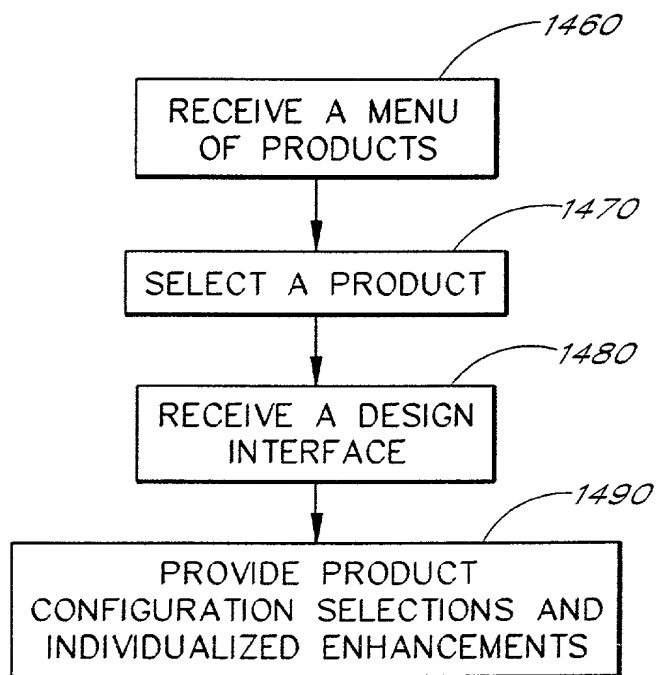 1460
RECEIVE A MENU
OF PRODUCTS
1470
SELECT A PRODUCT
1480
RECEIVE A DESIGN
INTERFACE
1490
PROVIDE PRODUCT
CONFIGURATION SELECTIONS AND
INDIVIDUALIZED ENHANCEMENTS